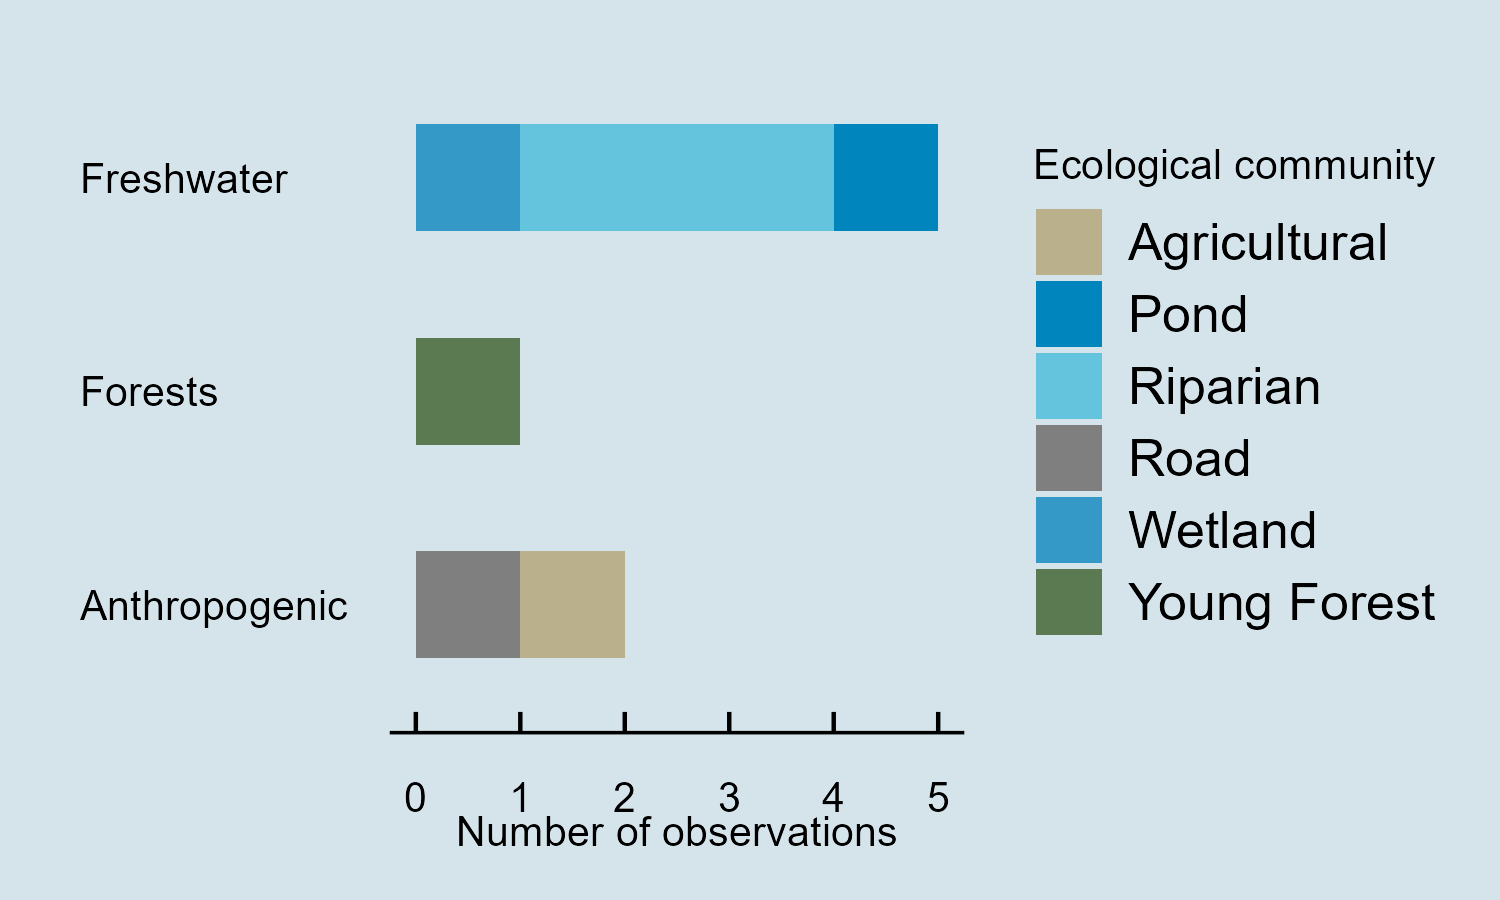 Freshwater
Forests
Anthropogenic
0 1 2 3 4 5
Number of observations
Ecological community
Agricultural
Pond
Riparian
Road
Wetland
Young Forest